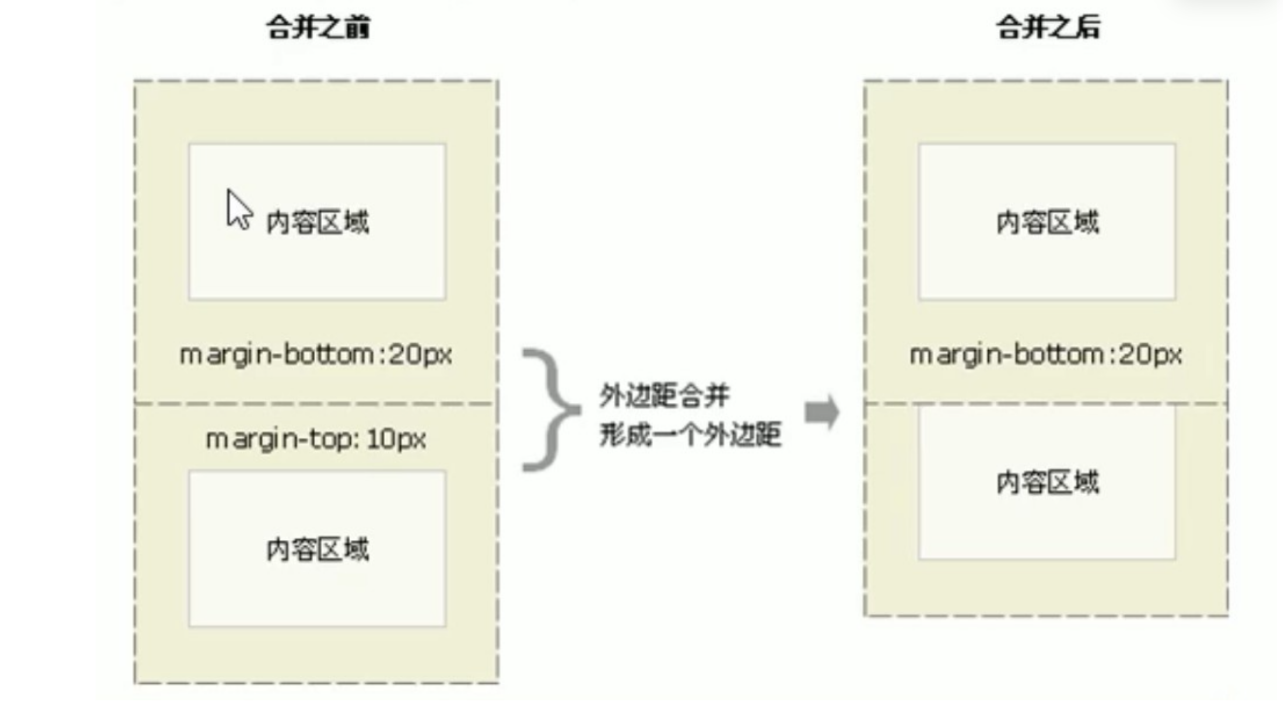 合并之前
合并之后
内容区域
margin-bottom:20px
margin-top: 10px
内容区域
外边距合并
形成一个外边距
内容区域
margin-bottom:20px
内容区域